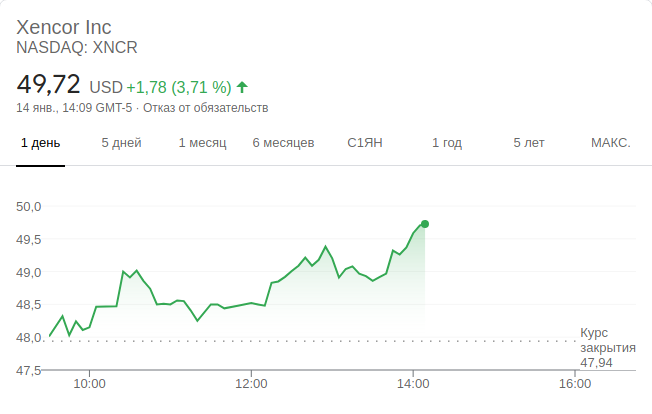 Xencor Inc
NASDAQ: XNCR
49,72 USD +1,78 (3,71 %)
14 янв., 14:09 GMT-5 · Отказ от обязательств
1 день 5 дней 1 месяц 6 месяцев С1ЯН 1 год 5 лет МАКС.
50,0
49,5
49,0
48,5
48,0
47,5
Курс
закрытия
47,94
10:00 12:00 14:00 16:00